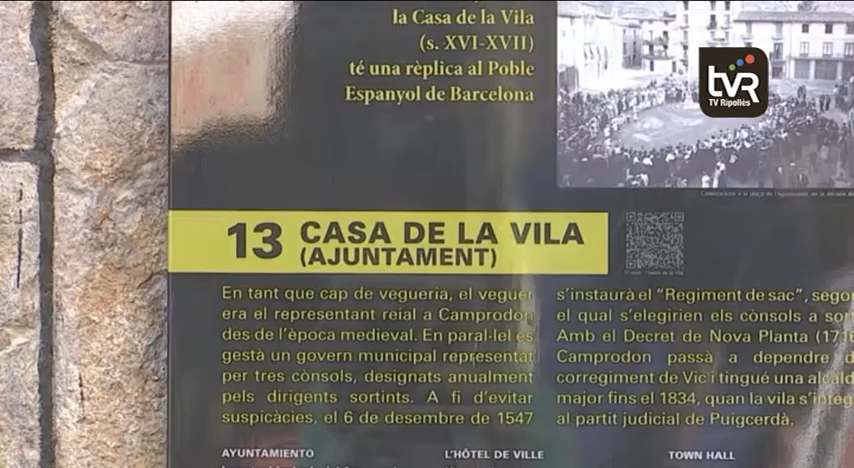 la Casa de la Vila
(s. XVI-XVII)
té una rèplica al Poble
Espanyol de Barcelona
tvR
TV Ripollès
13 CASA DE LA VILA
(AJUNTAMENT)
En tant que cap de vegueria, el veguer
era el representant reial a Camprodon
des de l'època medieval. En paral·lel es
gestà un govern municipal representat
per tres cònsols, designats anualment
pels dirigents sortints. A fi d'evitar
suspicàcies, el 6 de desembre de 1547
s'instaurà el "Regiment de sac", sego
el qual s'elegirien els cònsols a sor
Amb el Decret de Nova Planta (1716
Camprodon passà a dependre d
corregiment de Vic i tingué una alcald
major fins el 1834, quan la vila s'integ
al partit judicial de Puigcerdà.
AYUNTAMIENTO
L'HÔTEL DE VILLE
TOWN HALL